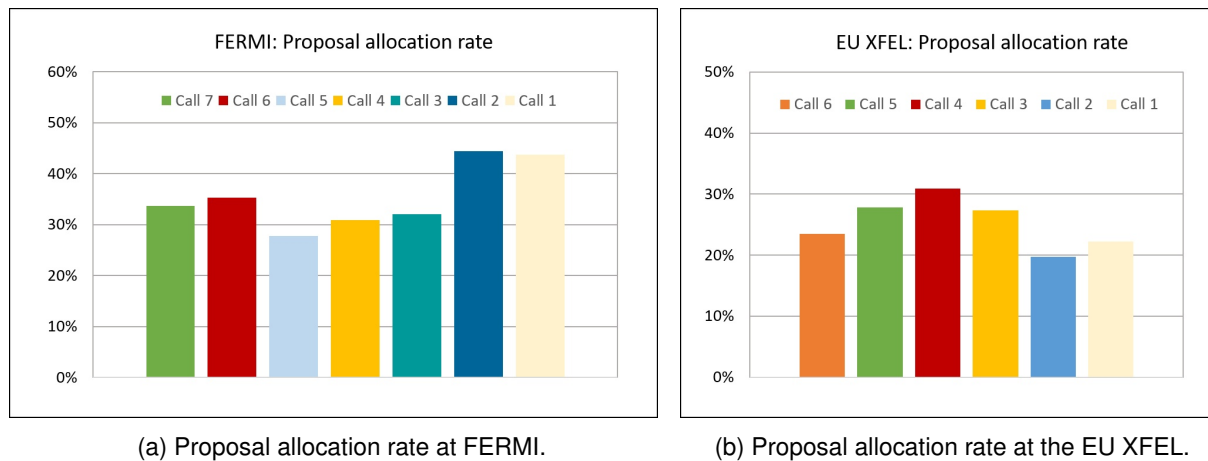 FERMI: Proposal allocation rate
60%
Call 7 Call 6 Call 5 Call 4 Call 3 Call 2 Call 1
50%
40%
30%
20%
10%
0%
(a) Proposal allocation rate at FERMI.
EU XFEL: Proposal allocation rate
50%
Call 6 Call 5 Call 4 Call 3 Call 2 Call 1
40%
30%
20%
10%
0%
(b) Proposal allocation rate at the EU XFEL.